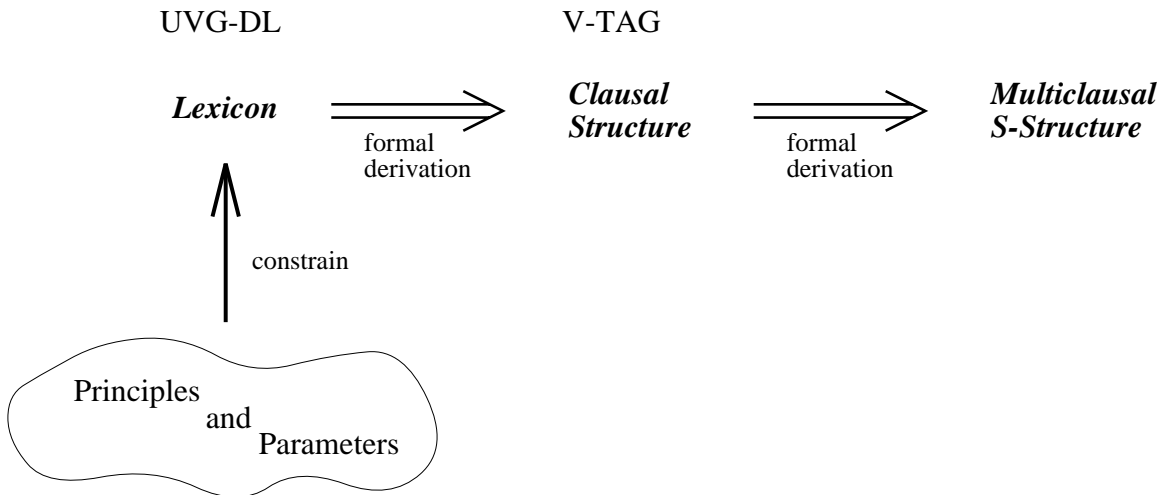 UVG-DL
V-TAG
Lexicon
formal
derivation
Clausal
Structure
formal
derivation
Multiclausal
S-Structure
constrain
Principles
and
Parameters